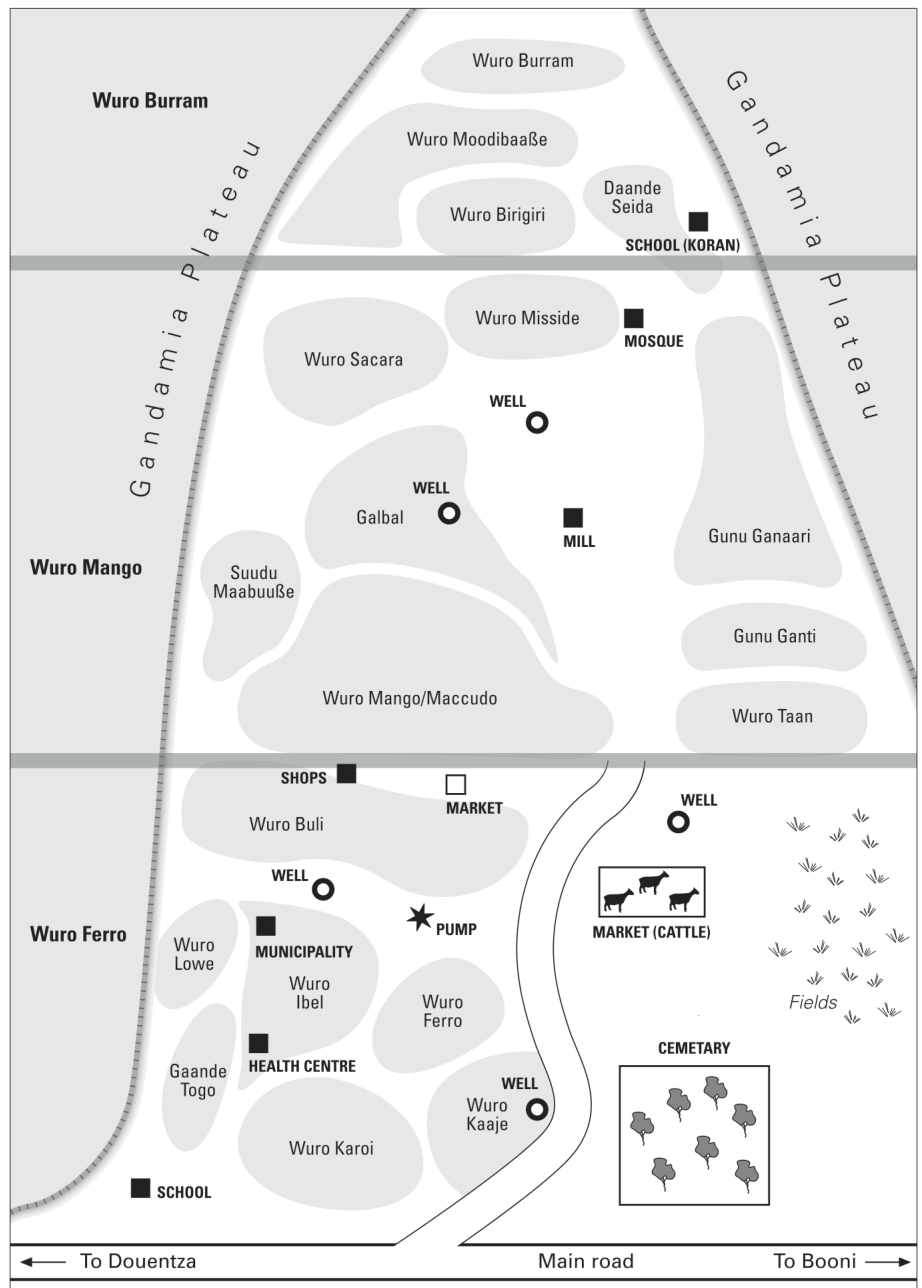 Wuro Burram
Wuro Burram
Gandamia Plateau
Gandamia Plateau
Wuro Moodibaaße
Daande
Seida
Wuro Birigiri
SCHOOL (KORAN)
Wuro Misside
MOSQUE
Wuro Sacara
WELL
WELL
Galbal
MILL
Gunu Ganaari
Wuro Mango
Suudu
Maabuuße
Gunu Ganti
Wuro Mango/Maccudo
Wuro Taan
SHOPS
MARKET
WELL
Wuro Buli
WELL
Wuro Ferro
PUMP
MARKET (CATTLE)
Wuro
Lowe
MUNICIPALITY
Wuro
Ibel
Wuro
Ferro
Fields
HEALTH CENTRE
CEMETARY
Gaande
Togo
WELL
Wuro
Kaaje
Wuro Karoi
SCHOOL
To Douentza
Main road
To Booni